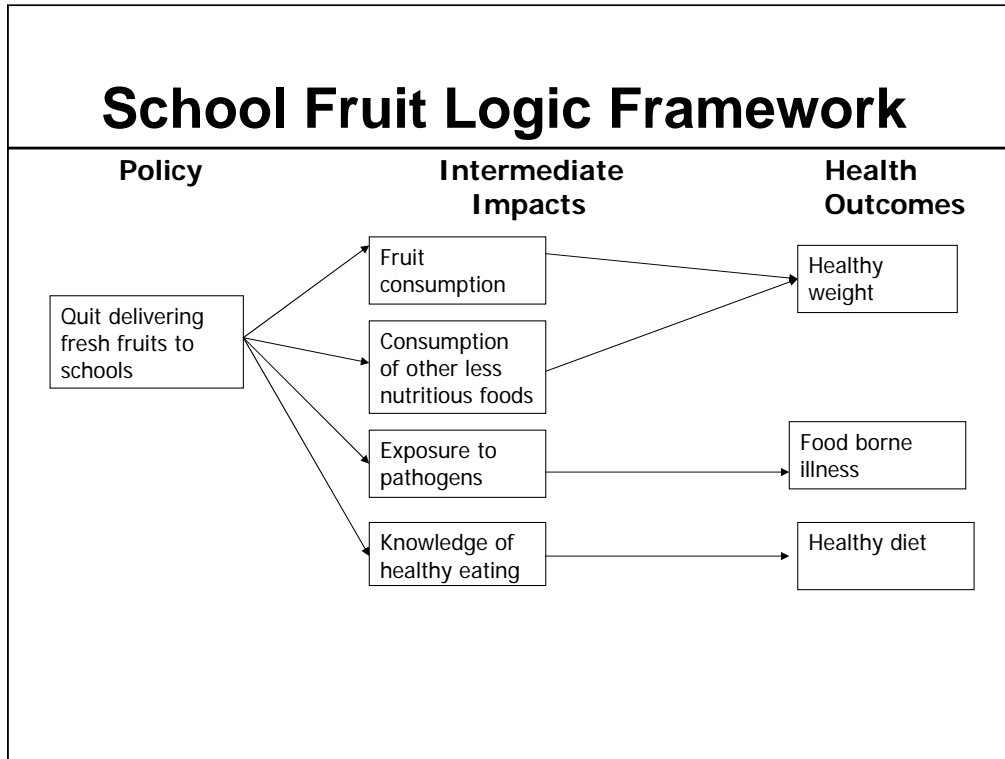 School Fruit Logic Framework
Policy
Intermediate
Impacts
Health
Outcomes
Quit delivering
fresh fruits to
schools
Fruit
consumption
Consumption
of other less
nutritious foods
Exposure to
pathogens
Knowledge of
healthy eating
Healthy
weight
Food borne
illness
Healthy diet